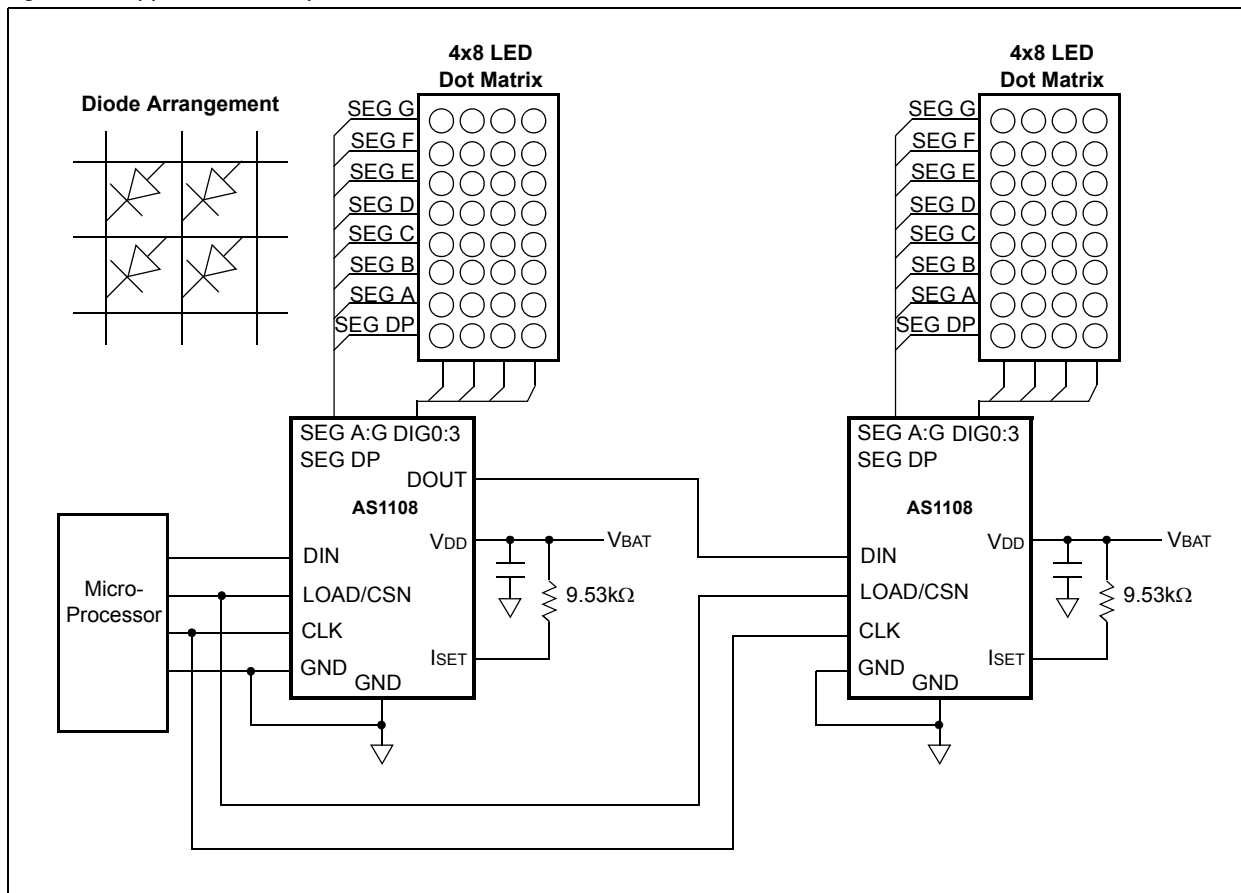 4x8 LED
Dot Matrix
4x8 LED
Dot Matrix
Diode Arrangement
SEG G
SEG F
SEG E
SEG D
SEG C
SEG B
SEG A
SEG DP
SEG G
SEG F
SEG E
SEG D
SEG C
SEG B
SEG A
SEG DP
Micro-
Processor
SEG A:G DIG0:3
SEG DP
DOUT
AS1108
VDD
VBAT
DIN
LOAD/CSN
9.53kΩ
CLK
ISET
GND
GND
SEG A:G DIG0:3
SEG DP
AS1108
VDD
VBAT
DIN
LOAD/CSN
9.53kΩ
CLK
ISET
GND
GND